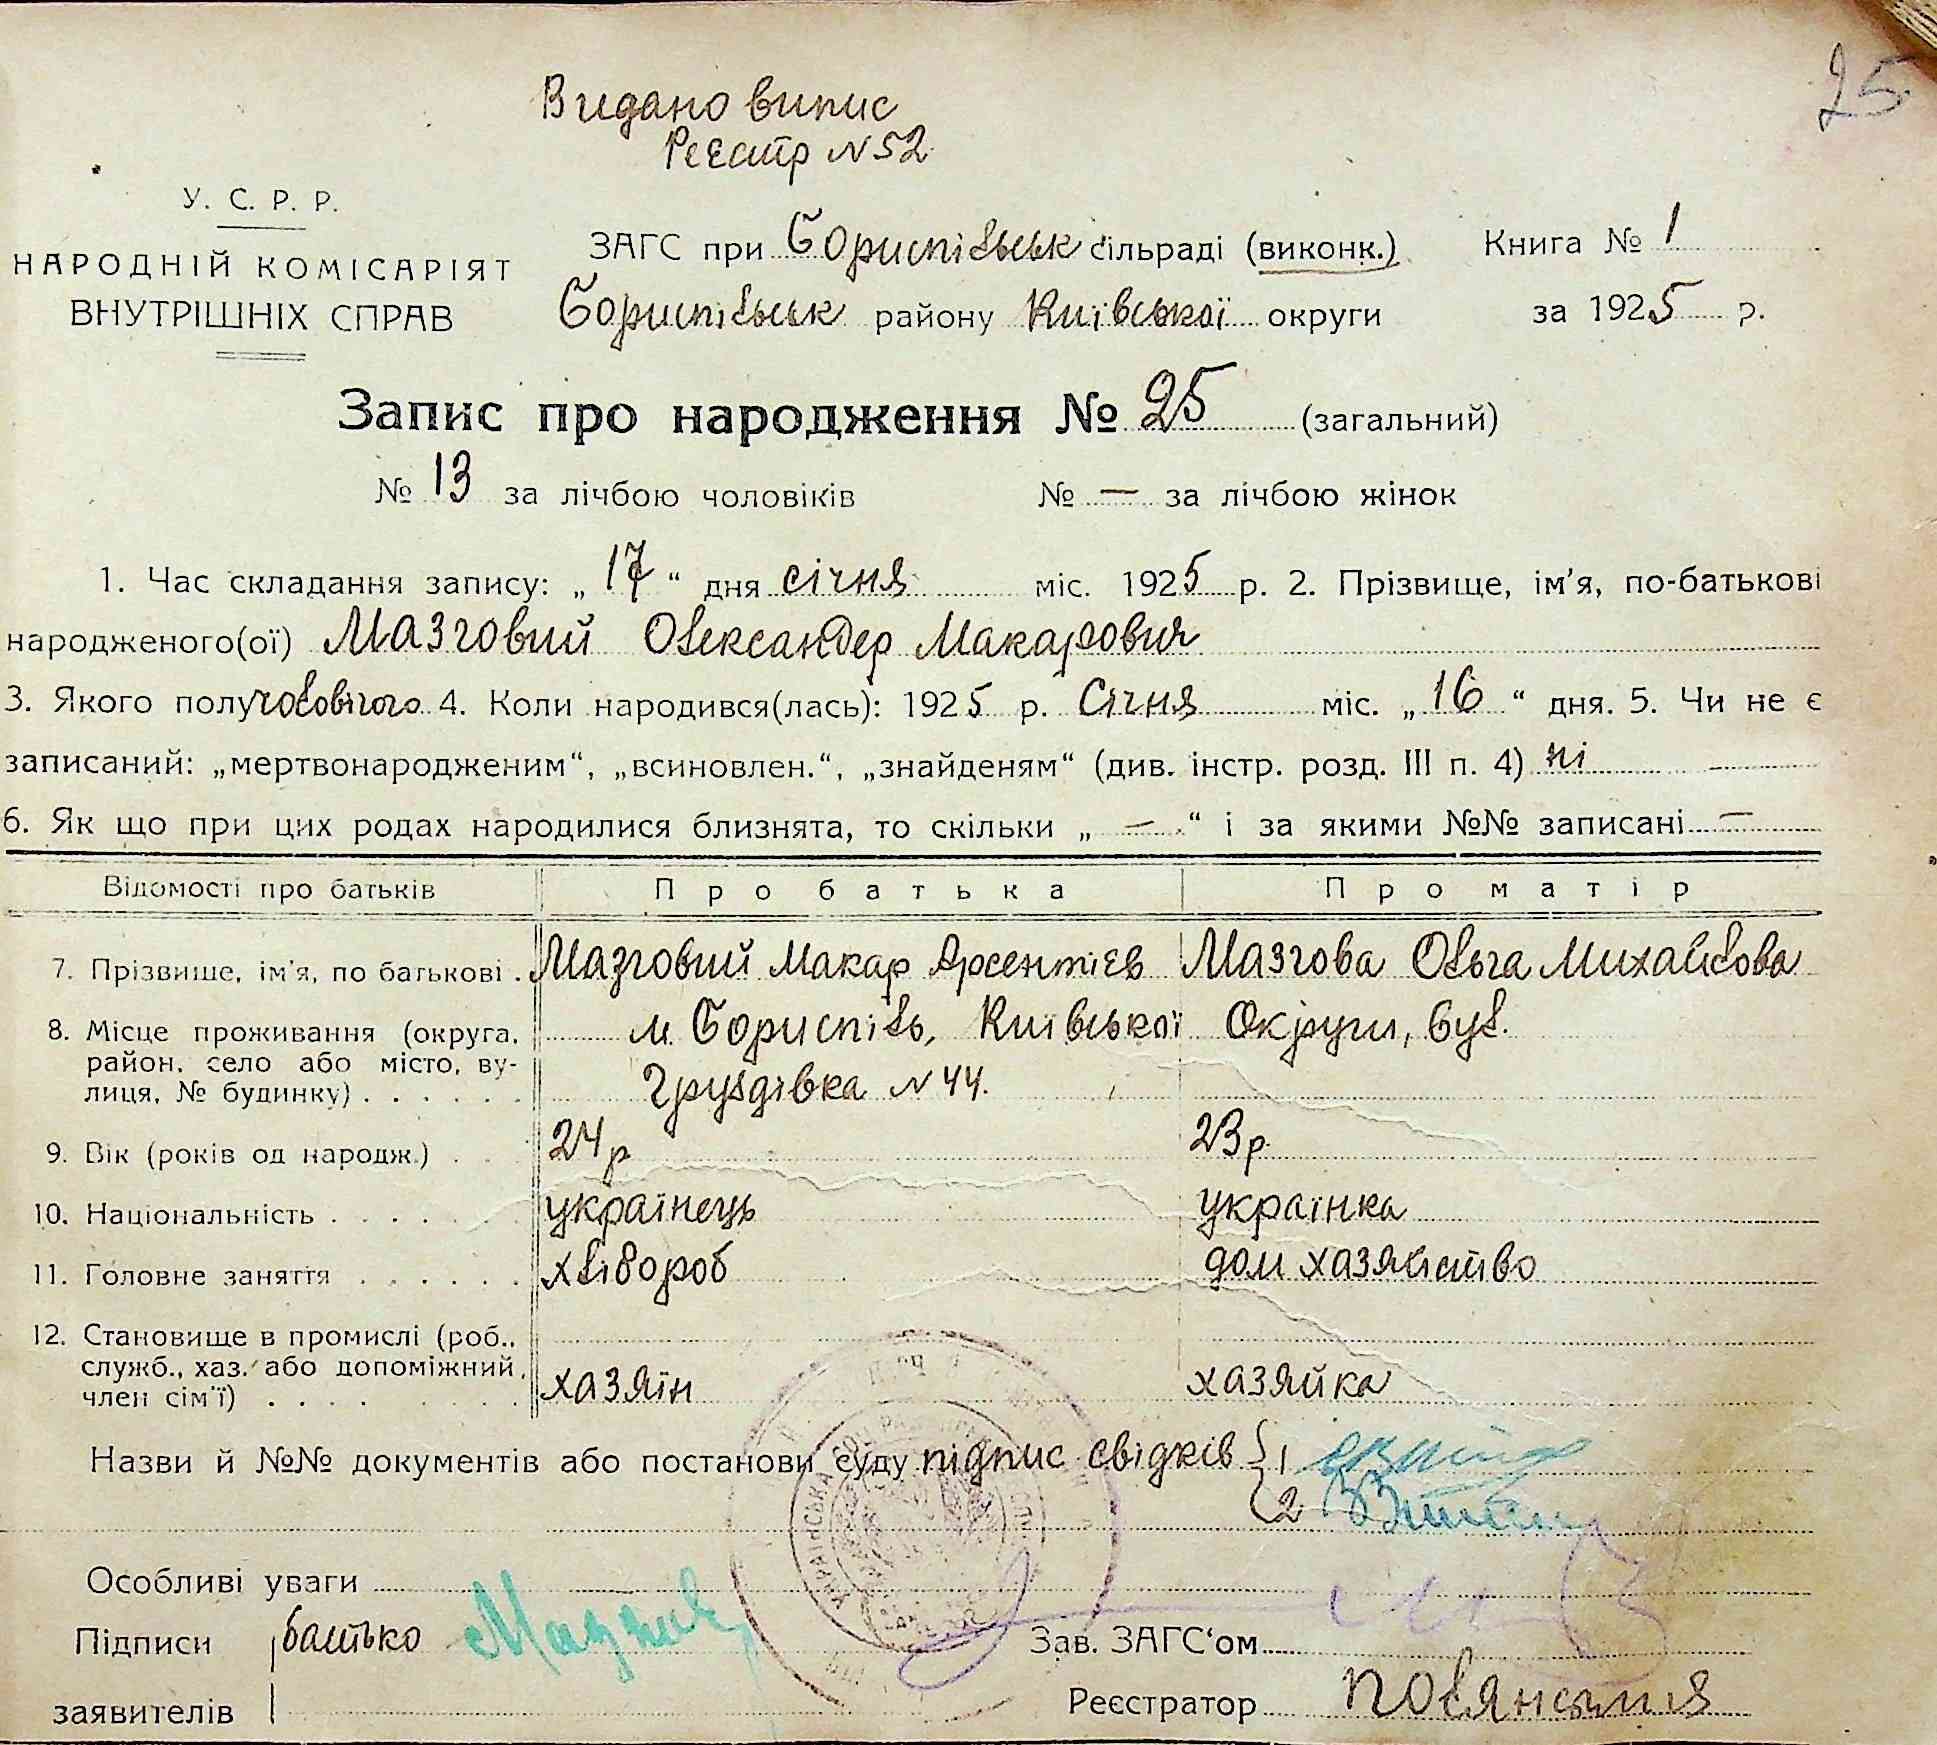 25
Видано випис
Реєстр N 52
У. С. Р. Р.
НАРОДНІЙ КОМІСАРІЯТ
ВНУТРІШНІХ СПРАВ
ЗАГС при Бориспільськ сільраді (виконк.) Книга № 1
Бориспільськ району Київської округи за 1925 р.
Запис про народження № 25 (загальний)
№ 13 за лічбою чоловіків № — за лічбою жінок
1. Час складання запису: „17“ дня січня міс. 1925 р. 2. Прізвище, ім’я, по-батькові
народженого(ої) Мазговий Олександер Макарович
3. Якого полу чоловічого 4. Коли народився(лась): 1925 р. Січня міс. „16“ дня. 5. Чи не є
записаний: „мертвонародженим“, „всиновлен.“, „знайденям“ (див. інстр. розд. III п. 4) ні
6. Як що при цих родах народилися близнята, то скільки „ — “ і за якими №№ записані —
Відомості про батьків Про батька Про матір
7. Прізвище, ім’я, по батькові . Мазговий Макар Арсентієв Мазгова Ольга Михайлова
8. Місце проживання (округа, м. Бориспіль, Київської Округи, вул.
район, село або місто, ву-
лиця, № будинку) . . . . . . Груздівка N 44.
9. Вік (років од народж.) . 24 р 23 р.
10. Національність . . . . . . українець українка
11. Головне заняття . . . . . . хлібороб дом хазяйство
12. Становище в промислі (роб.,
служб., хаз. або допоміжний,
член сім’ї) . . . . . . . хазяїн хазяйка
Назви й №№ документів або постанови суду підпис свідків { 1
2
Особливі уваги
Підписи батько Зав. ЗАГС‘ом
заявителів Реєстратор
УКРАЇНСЬКА СОЦ